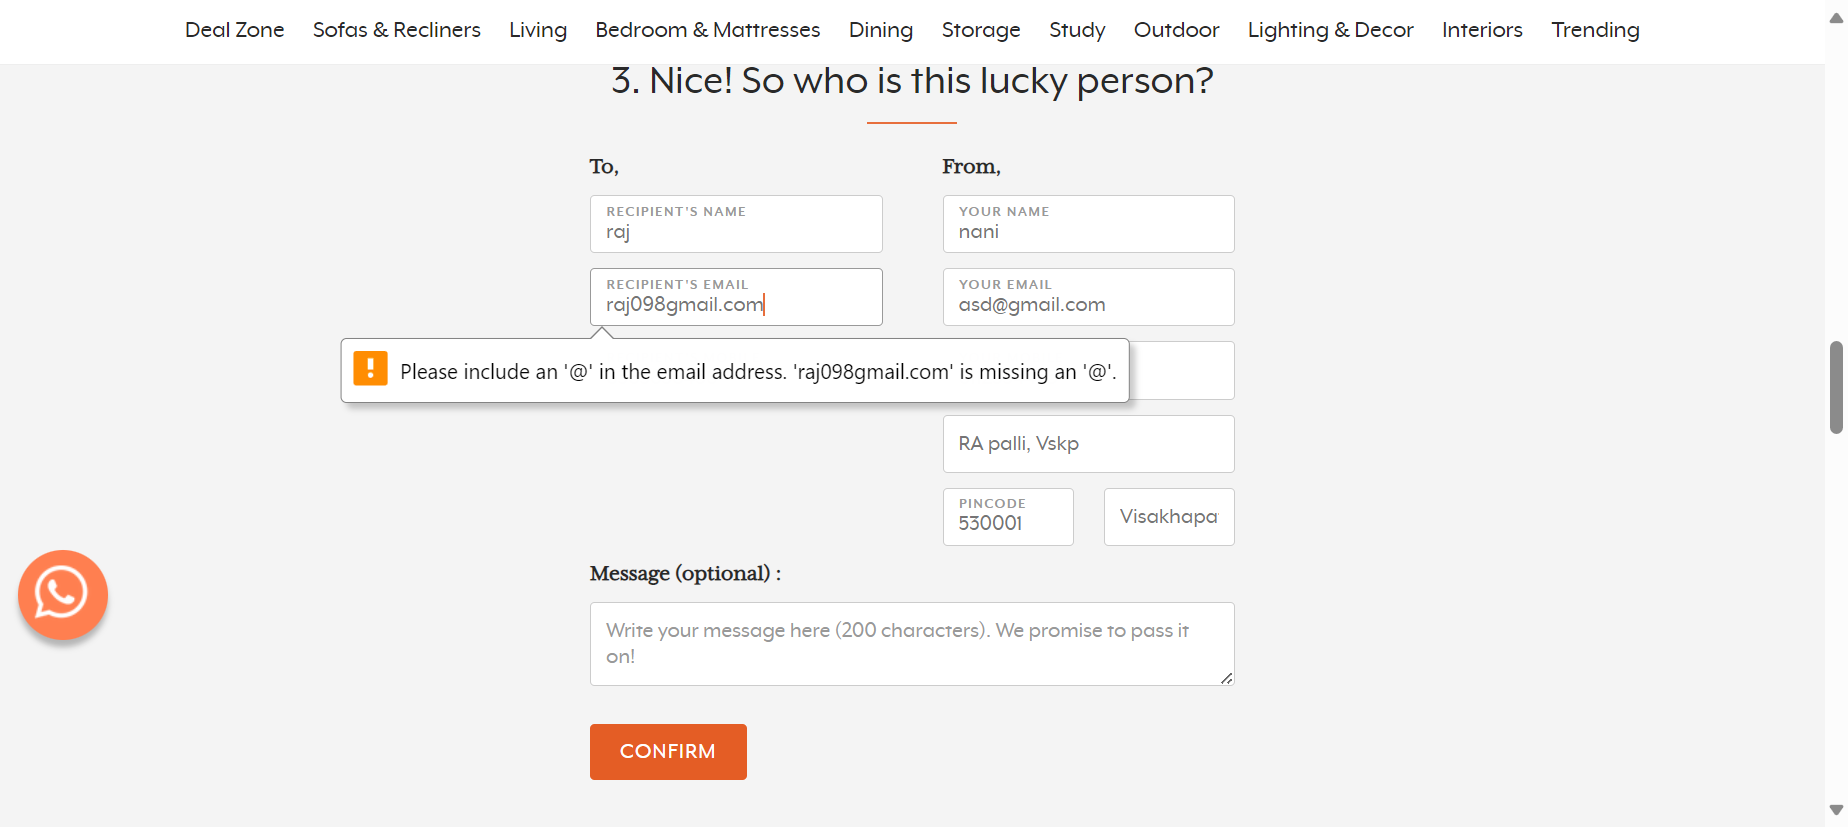 Deal Zone Sofas & Recliners Living Bedroom & Mattresses Dining Storage Study Outdoor Lighting & Decor Interiors Trending
3. Nice! So who is this lucky person?
To,
RECIPIENT'S NAME
raj
RECIPIENT'S EMAIL
raj098gmail.com
Please include an '@' in the email address. 'raj098gmail.com' is missing an '@'.
From,
YOUR NAME
nani
YOUR EMAIL
asd@gmail.com
RA palli, Vskp
PINCODE
530001
Visakhapa
Message (optional) :
Write your message here (200 characters). We promise to pass it
on!
CONFIRM